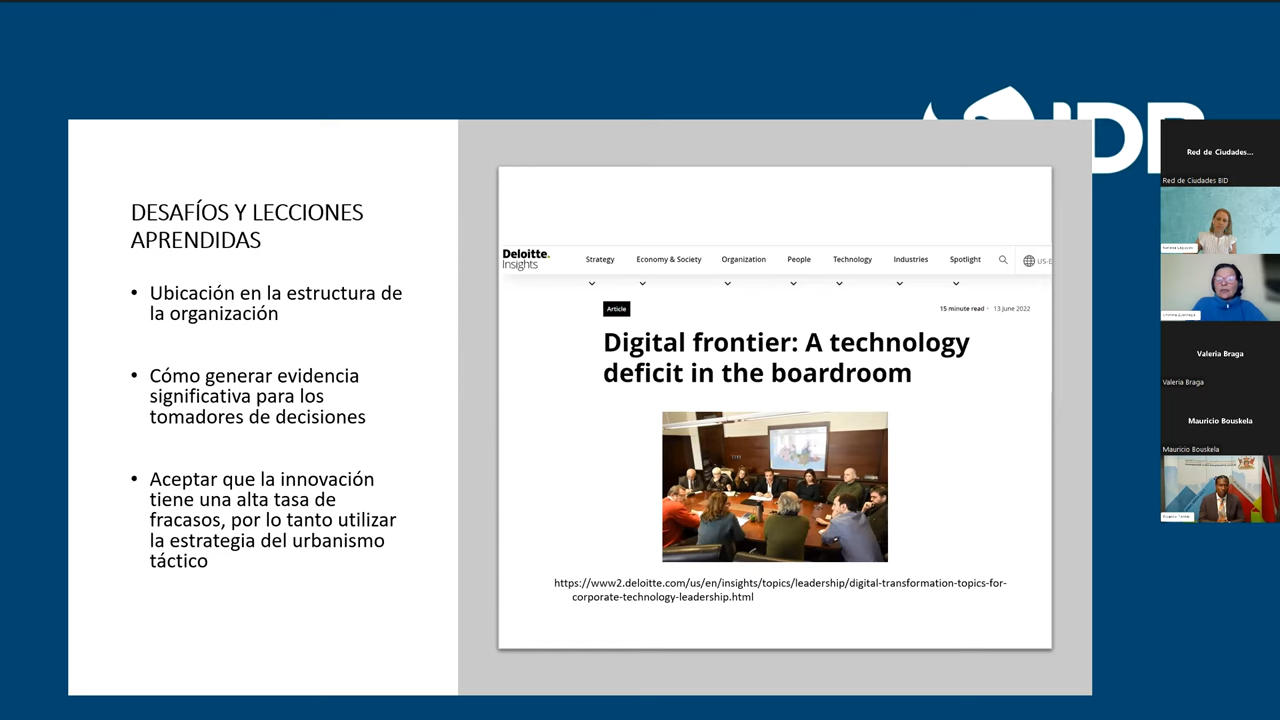 IDB
DESAFÍOS Y LECCIONES
APRENDIDAS
• Ubicación en la estructura de
la organización
• Cómo generar evidencia
significativa para los
tomadores de decisiones
• Aceptar que la innovación
tiene una alta tasa de
fracasos, por lo tanto utilizar
la estrategia del urbanismo
táctico
Deloitte.
Insights
Strategy
Economy & Society
Organization
People
Technology
Industries
Spotlight
US-E
Article
15 minute read • 13 June 2022
Digital frontier: A technology
deficit in the boardroom
https://www2.deloitte.com/us/en/insights/topics/leadership/digital-transformation-topics-for-
corporate-technology-leadership.html
Red de Ciudades...
Red de Ciudades BID
Valeria Braga
Valeria Braga
Mauricio Bouskela
Mauricio Bouskela